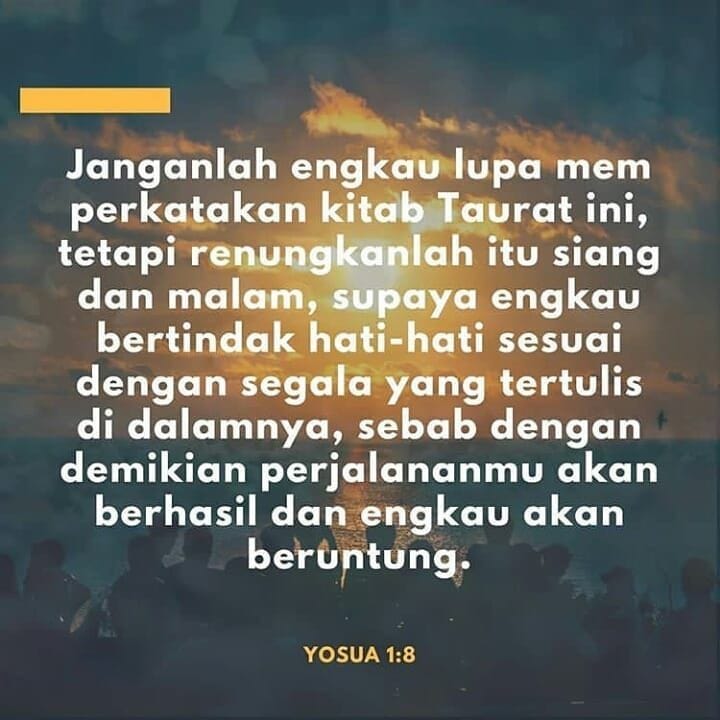 Janganlah engkau lupa mem
perkatakan kitab Taurat ini,
tetapi renungkanlah itu siang
dan malam, supaya engkau
bertindak hati-hati sesuai
dengan segala yang tertulis
di dalamnya, sebab dengan
demikian perjalananmu akan
berhasil dan engkau akan
beruntung.
YOSUA 1:8